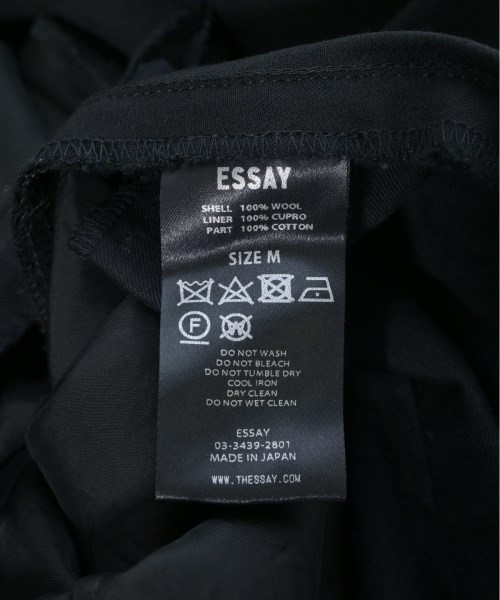 ESSAY
SHELL 100% WOOL
LINER 100% CUPRO
PART 100% COTTON
SIZE M
F W
DO NOT WASH
DO NOT BLEACH
DO NOT TUMBLE DRY
COOL IRON
DRY CLEAN
DO NOT WET CLEAN
ESSAY
03-3439-2801
MADE IN JAPAN
WWW.THESSAY.COM